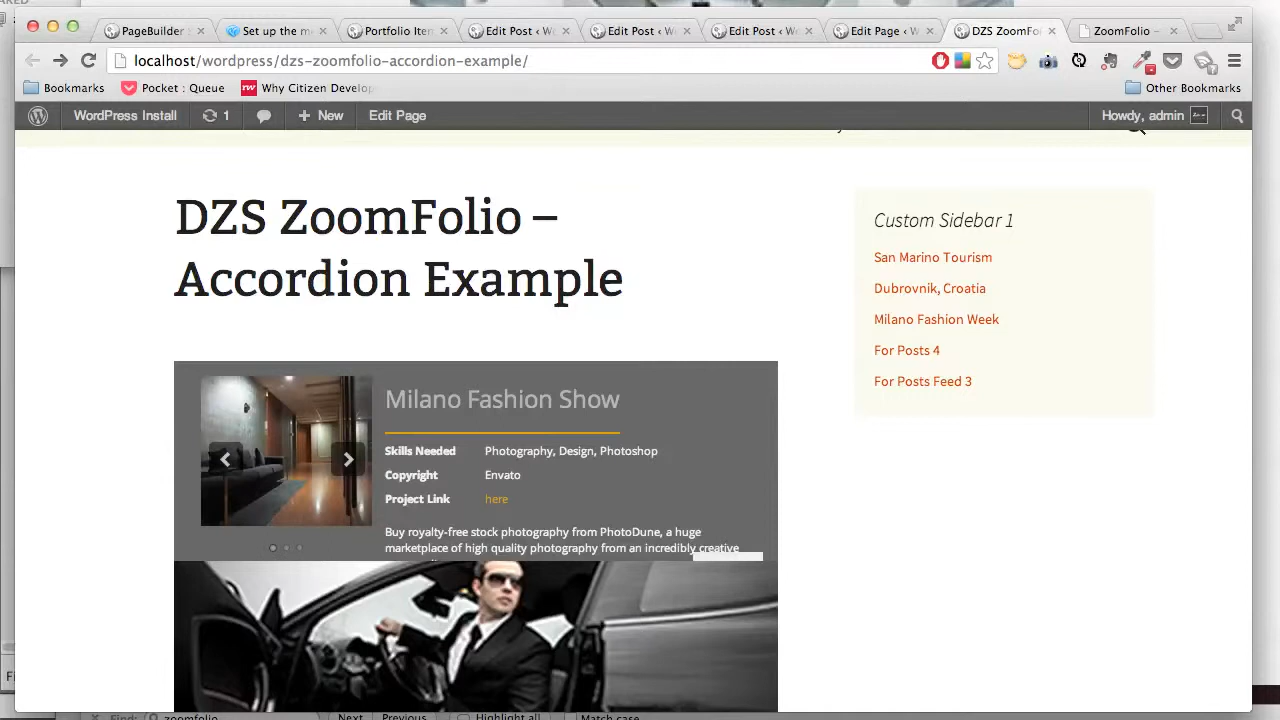 PageBuilder
Set up the m
Portfolio Iten
Edit Post ‹ W
Edit Post ‹ W
Edit Post ‹ W
Edit Page ‹ W
DZS ZoomFo
ZoomFolio –
localhost/wordpress/dzs-zoomfolio-accordion-example/
Bookmarks
Pocket : Queue
Why Citizen Develop
Other Bookmarks
WordPress Install
1
+ New
Edit Page
Howdy, admin
DZS ZoomFolio –
Accordion Example
Custom Sidebar 1
San Marino Tourism
Dubrovnik, Croatia
Milano Fashion Week
For Posts 4
For Posts Feed 3
Milano Fashion Show
Skills Needed Photography, Design, Photoshop
Copyright Envato
Project Link here
Buy royalty-free stock photography from PhotoDune, a huge
marketplace of high quality photography from an incredibly creative
Find: zoomfolio
Next Previous Highlight all Match case